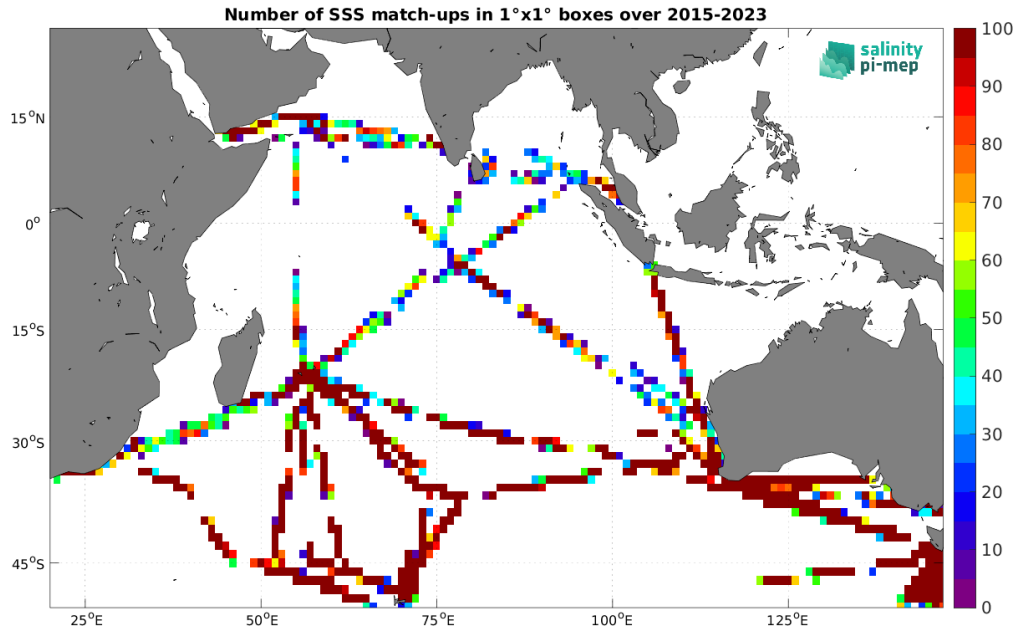 Number of SSS match-ups in 1°x1° boxes over 2015-2023
salinity
pi-mep
100
90
80
70
60
50
40
30
20
10
0
15°N
0°
15°S
30°S
45°S
25°E
50°E
75°E
100°E
125°E